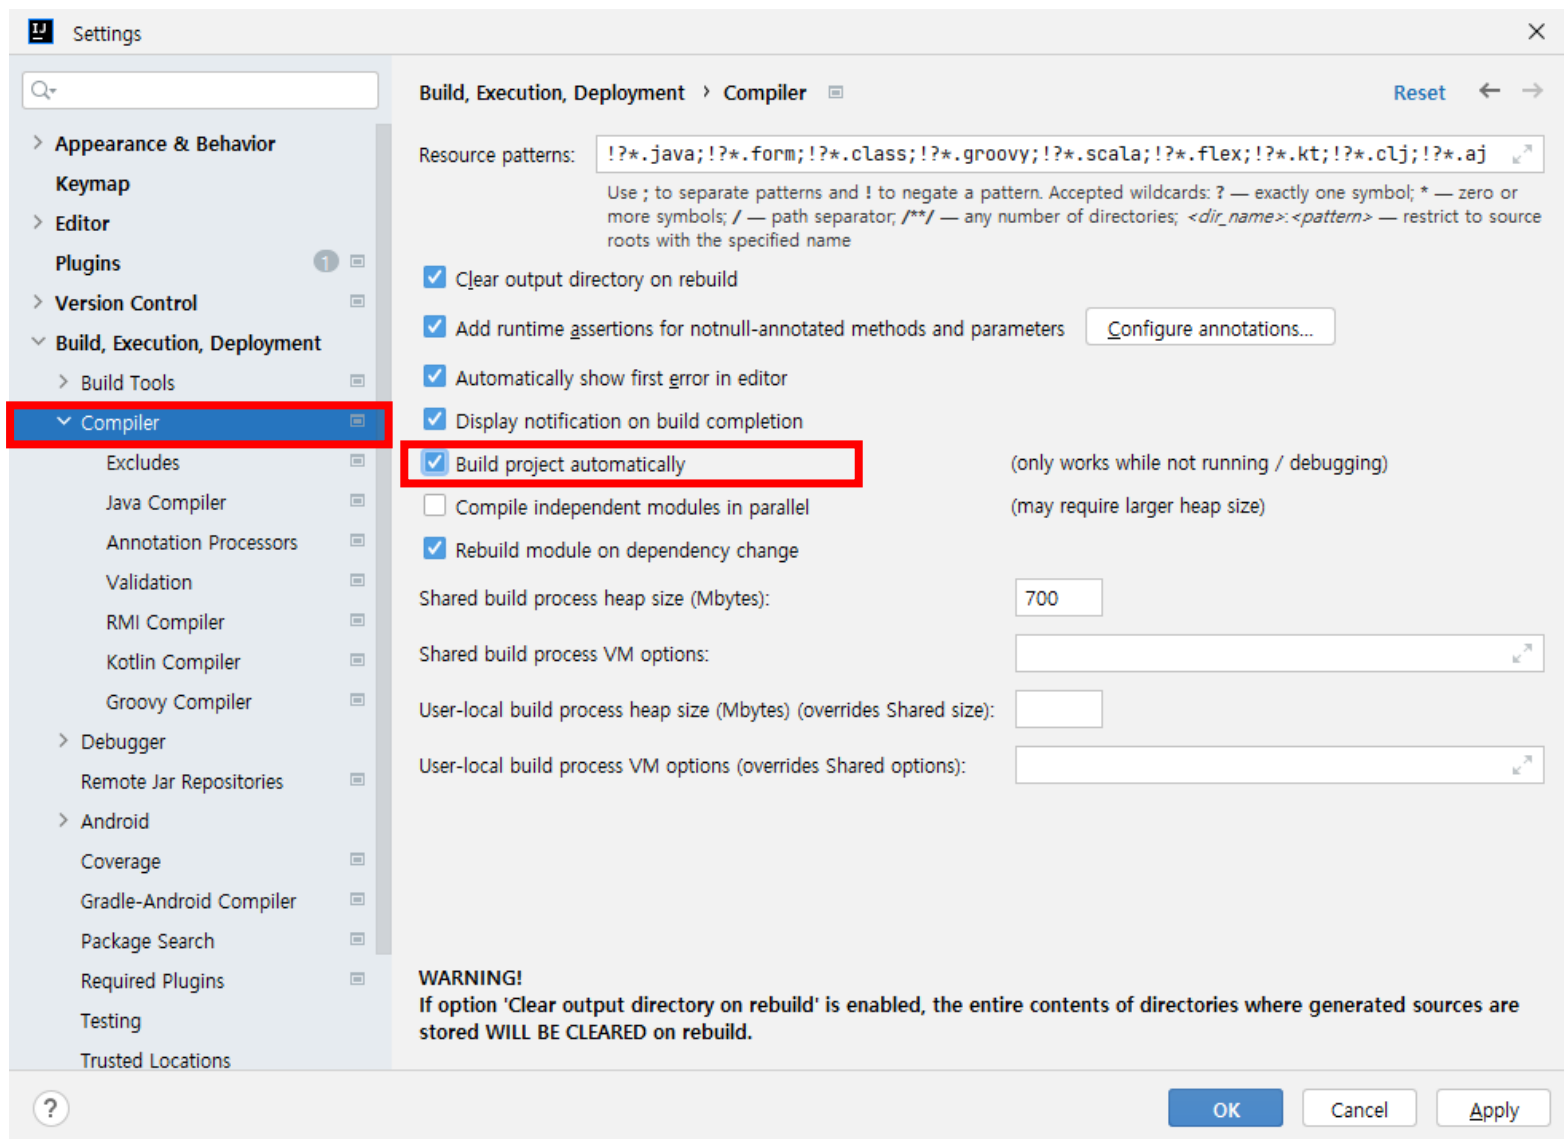 IJ
Settings
Appearance & Behavior
Keymap
Editor
Plugins 1
Version Control
Build, Execution, Deployment
Build Tools
Compiler
Excludes
Java Compiler
Annotation Processors
Validation
RMI Compiler
Kotlin Compiler
Groovy Compiler
Debugger
Remote Jar Repositories
Android
Coverage
Gradle-Android Compiler
Package Search
Required Plugins
Testing
Trusted Locations
Build, Execution, Deployment › Compiler
Reset
Resource patterns: !?*.java;!?*.form;!?*.class;!?*.groovy;!?*.scala;!?*.flex;!?*.kt;!?*.clj;!?*.aj
Use ; to separate patterns and ! to negate a pattern. Accepted wildcards: ? — exactly one symbol; * — zero or
more symbols; / — path separator; /**/ — any number of directories; <dir_name>:<pattern> — restrict to source
roots with the specified name
Clear output directory on rebuild
Add runtime assertions for notnull-annotated methods and parameters Configure annotations...
Automatically show first error in editor
Display notification on build completion
Build project automatically (only works while not running / debugging)
Compile independent modules in parallel (may require larger heap size)
Rebuild module on dependency change
Shared build process heap size (Mbytes): 700
Shared build process VM options:
User-local build process heap size (Mbytes) (overrides Shared size):
User-local build process VM options (overrides Shared options):
WARNING!
If option 'Clear output directory on rebuild' is enabled, the entire contents of directories where generated sources are
stored WILL BE CLEARED on rebuild.
? OK Cancel Apply